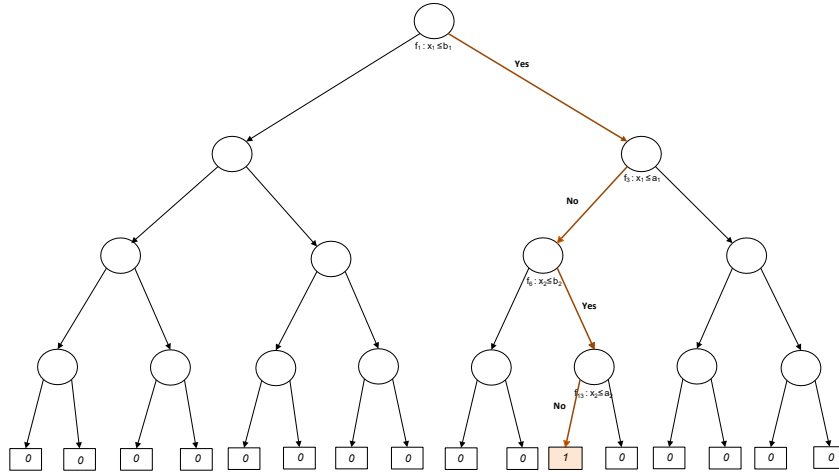 f₁ : x₁ ≤ b₁
Yes
f₃ : x₁ ≤ a₁
No
f₆ : x₂ ≤ b₂
Yes
f₁₃ : x₂ ≤ a₂
No
0 0 0 0 0 0 0 0 0 0 1 0 0 0 0 0